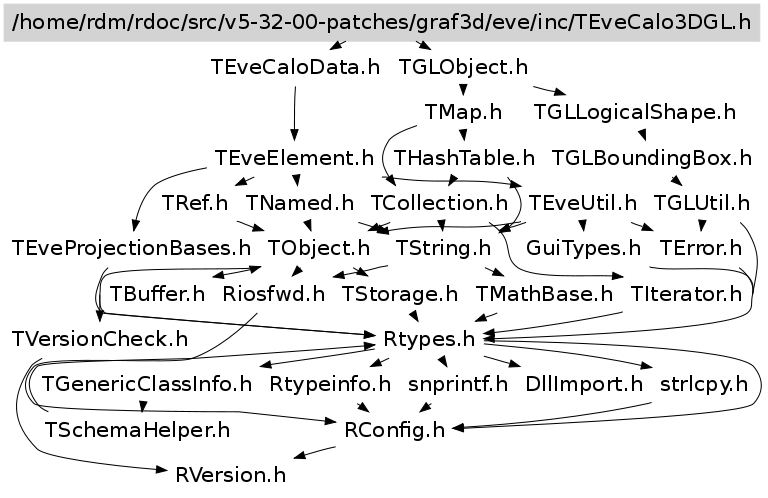 /home/rdm/rdoc/src/v5-32-00-patches/graf3d/eve/inc/TEveCalo3DGL.h
TEveCaloData.h TGLObject.h
TMap.h TGLLogicalShape.h
TEveElement.h THashTable.h TGLBoundingBox.h
TRef.h TNamed.h TCollection.h TEveUtil.h TGLUtil.h
TEveProjectionBases.h TObject.h TString.h GuiTypes.h TError.h
TBuffer.h Riosfwd.h TStorage.h TMathBase.h TIterator.h
TVersionCheck.h Rtypes.h
TGenericClassInfo.h Rtypeinfo.h snprintf.h DllImport.h strlcpy.h
TSchemaHelper.h RConfig.h
RVersion.h